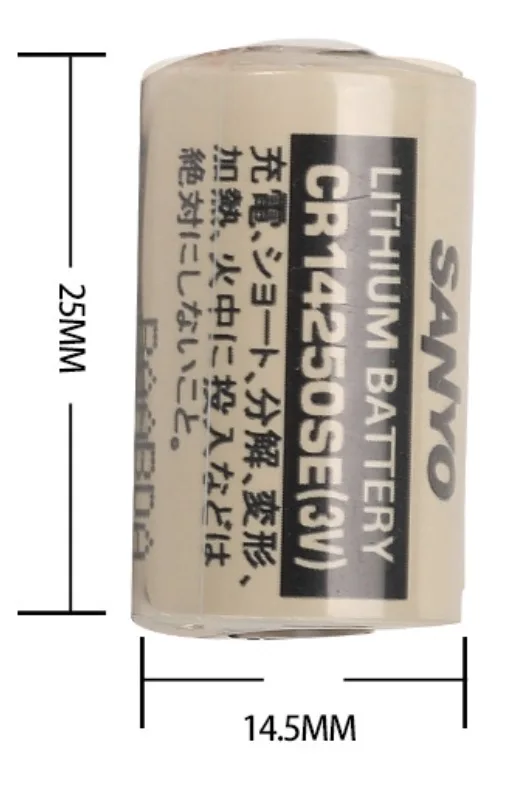 SANYO
LITHIUM BATTERY
CR14250SE(3V)
充電、ショート、分解、変形、
加熱、火中に投入などは
絶対にしないこと。
25MM
14.5MM